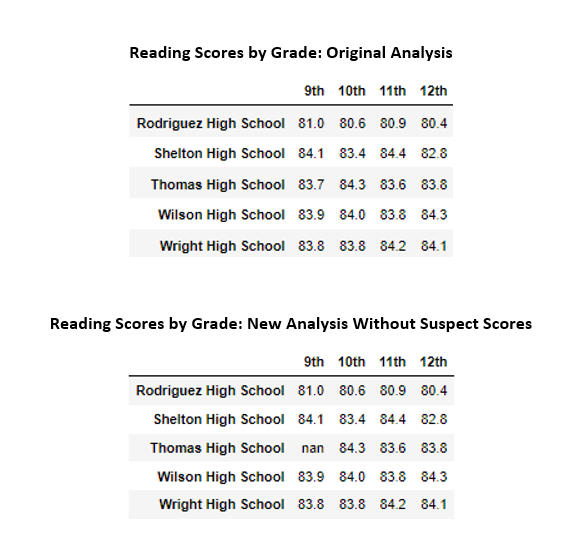 Reading Scores by Grade: Original Analysis
9th 10th 11th 12th
Rodriguez High School 81.0 80.6 80.9 80.4
Shelton High School 84.1 83.4 84.4 82.8
Thomas High School 83.7 84.3 83.6 83.8
Wilson High School 83.9 84.0 83.8 84.3
Wright High School 83.8 83.8 84.2 84.1
Reading Scores by Grade: New Analysis Without Suspect Scores
9th 10th 11th 12th
Rodriguez High School 81.0 80.6 80.9 80.4
Shelton High School 84.1 83.4 84.4 82.8
Thomas High School nan 84.3 83.6 83.8
Wilson High School 83.9 84.0 83.8 84.3
Wright High School 83.8 83.8 84.2 84.1